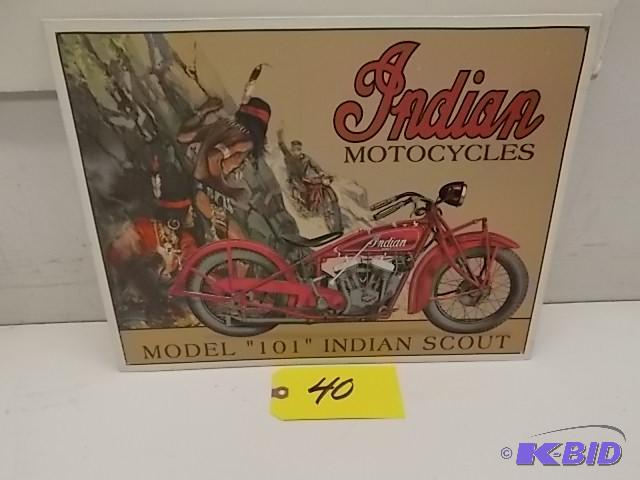 Indian
MOTOCYCLES
Indian
MODEL "101" INDIAN SCOUT
40
© K-BID